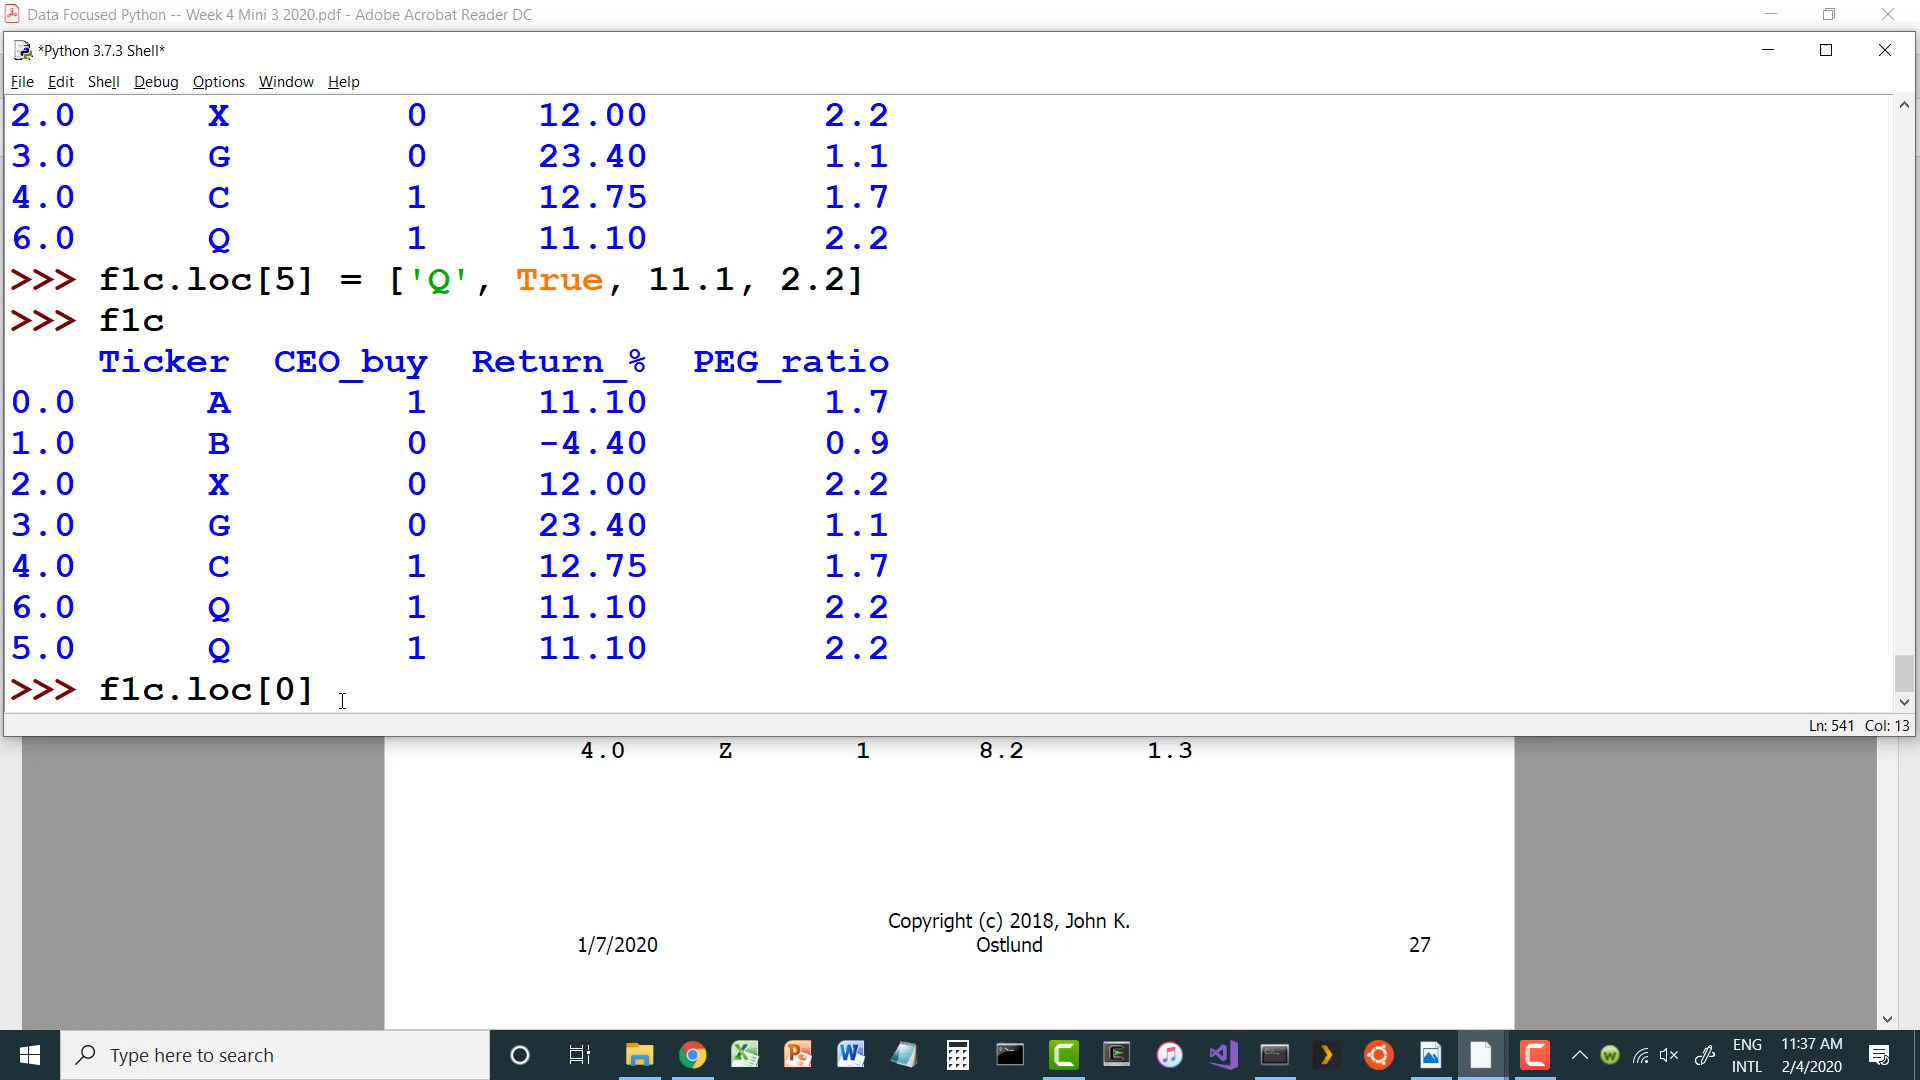 Data Focused Python -- Week 4 Mini 3 2020.pdf - Adobe Acrobat Reader DC
*Python 3.7.3 Shell*
File Edit Shell Debug Options Window Help
2.0 X 0 12.00 2.2
3.0 G 0 23.40 1.1
4.0 C 1 12.75 1.7
6.0 Q 1 11.10 2.2
>>> f1c.loc[5] = ['Q', True, 11.1, 2.2]
>>> f1c
Ticker CEO_buy Return_% PEG_ratio
0.0 A 1 11.10 1.7
1.0 B 0 -4.40 0.9
2.0 X 0 12.00 2.2
3.0 G 0 23.40 1.1
4.0 C 1 12.75 1.7
6.0 Q 1 11.10 2.2
5.0 Q 1 11.10 2.2
>>> f1c.loc[0]
Ln: 541 Col: 13
4.0 Z 1 8.2 1.3
Copyright (c) 2018, John K.
1/7/2020 Ostlund 27
Type here to search
ENG 11:37 AM
INTL 2/4/2020